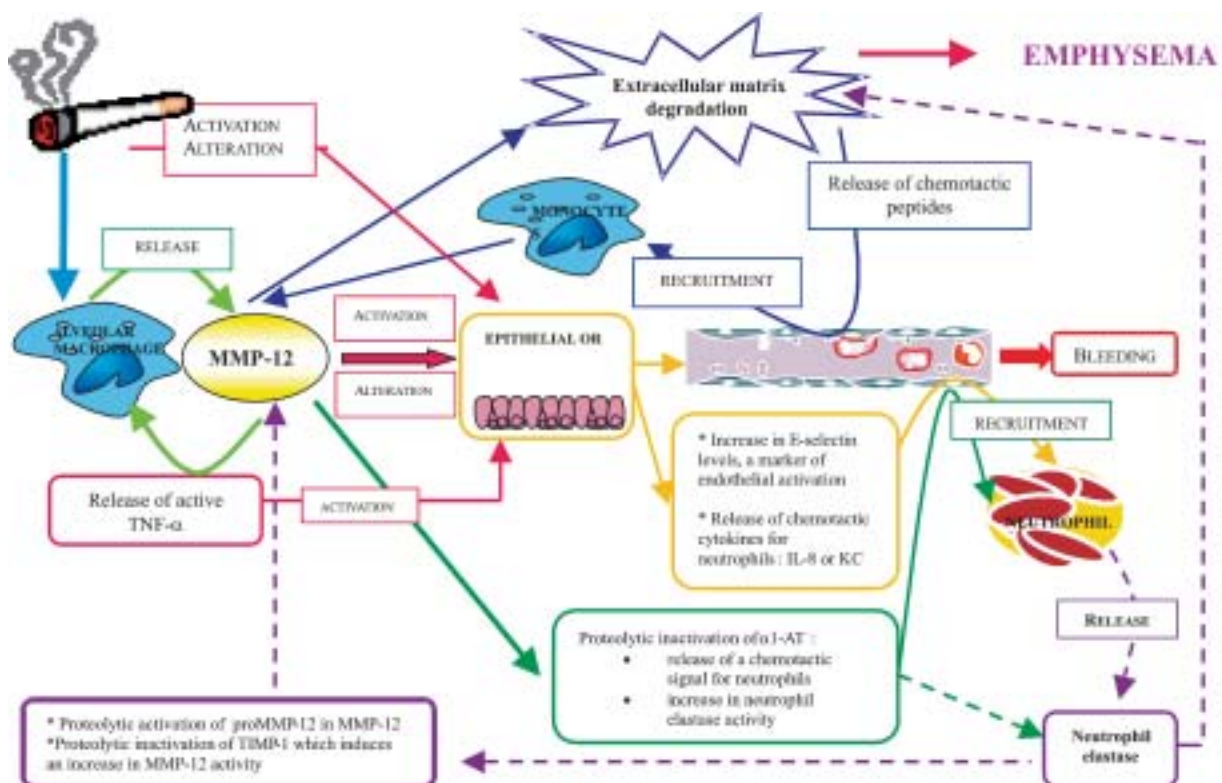 EMPHYSEMA
Extracellular matrix
degradation
ACTIVATION
ALTERATION
Release of chemotactic
peptides
MONOCYTE
RELEASE
RECRUITMENT
ALVEOLAR
MACROPHAGE
MMP-12
ACTIVATION
ALTERATION
EPITHELIAL OR
BLEEDING
RECRUITMENT
* Increase in E-selectin
levels, a marker of
endothelial activation
* Release of chemotactic
cytokines for
neutrophils : IL-8 or KC
NEUTROPHIL
Release of active
TNF-α
ACTIVATION
RELEASE
Proteolytic inactivation of α1-AT :
• release of a chemotactic
signal for neutrophils
• increase in neutrophil
elastase activity
* Proteolytic activation of proMMP-12 in MMP-12
*Proteolytic inactivation of TIMP-1 which induces
an increase in MMP-12 activity
Neutrophil
elastase